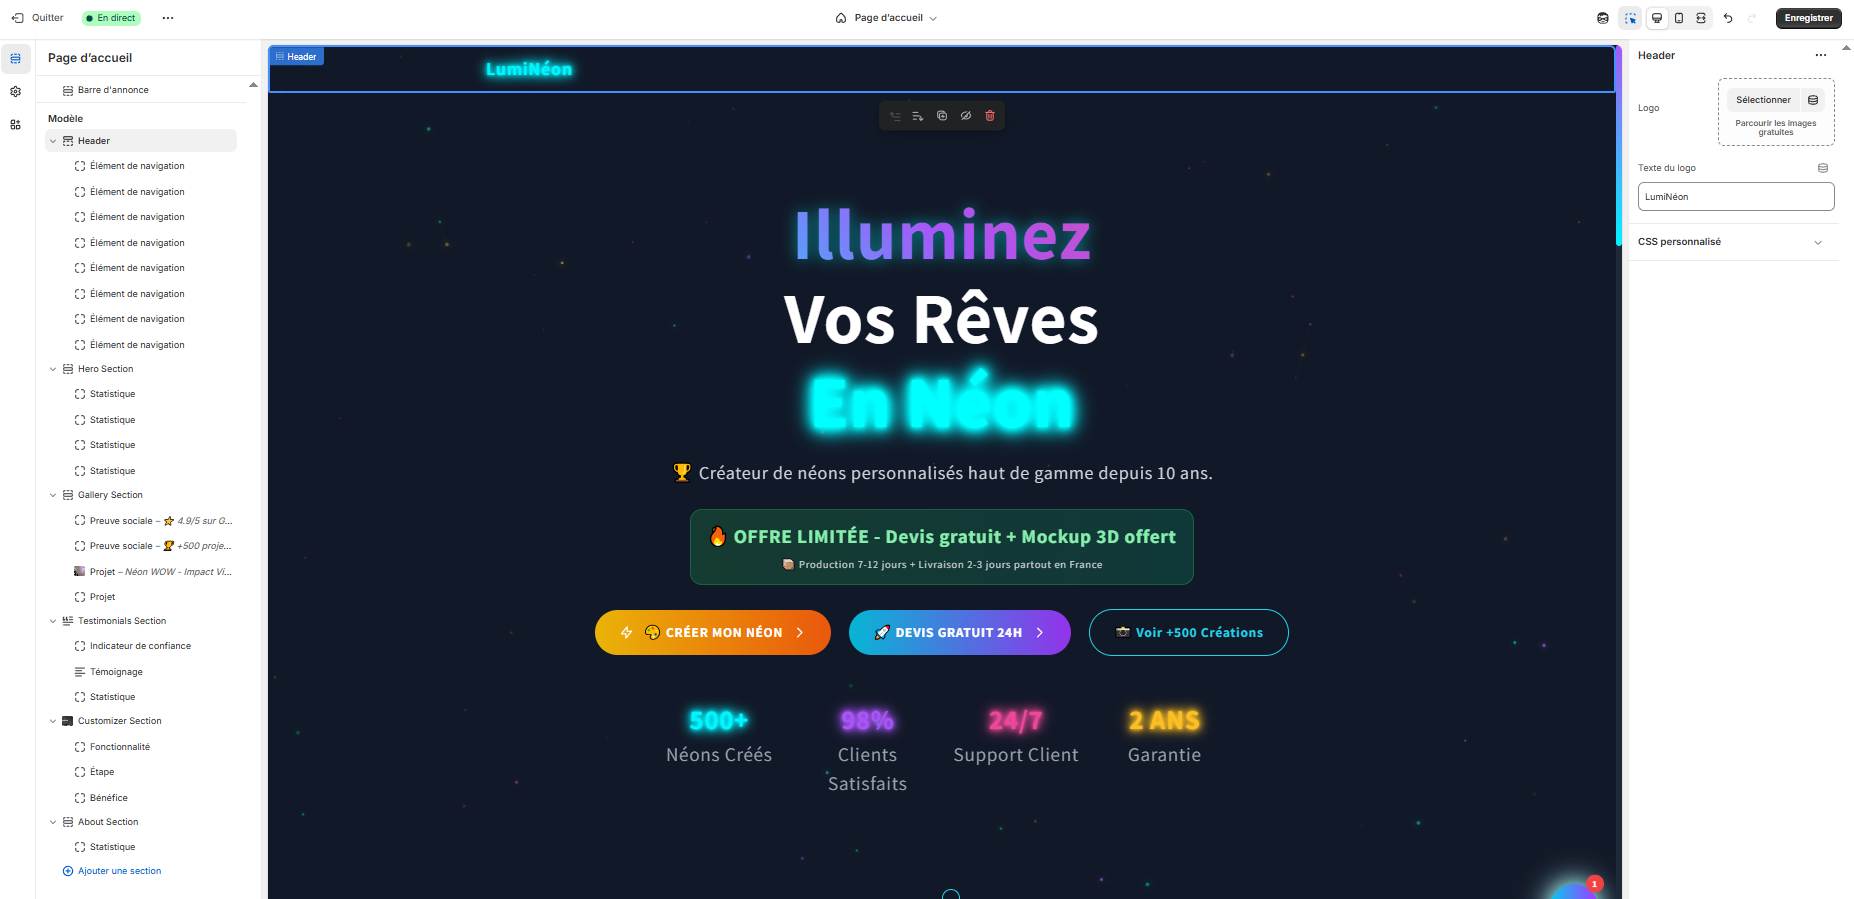 Quitter
En direct
Page d'accueil
Enregistrer
Page d'accueil
Barre d'annonce
Modèle
Header
Élément de navigation
Élément de navigation
Élément de navigation
Élément de navigation
Élément de navigation
Élément de navigation
Élément de navigation
Élément de navigation
Hero Section
Statistique
Statistique
Statistique
Statistique
Gallery Section
Preuve sociale – ⭐ 4.9/5 sur G...
Preuve sociale – 🏆 +500 proje...
Projet – Néon WOW - Impact Vi...
Projet
Testimonials Section
Indicateur de confiance
Témoignage
Statistique
Customizer Section
Fonctionnalité
Étape
Bénéfice
About Section
Statistique
Ajouter une section
Header
LumiNéon
Illuminez
Vos Rêves
En Néon
🏆 Créateur de néons personnalisés haut de gamme depuis 10 ans.
🔥 OFFRE LIMITÉE - Devis gratuit + Mockup 3D offert
📦 Production 7-12 jours + Livraison 2-3 jours partout en France
🎨 CRÉER MON NÉON
🚀 DEVIS GRATUIT 24H
📸 Voir +500 Créations
500+
Néons Créés
98%
Clients
Satisfaits
24/7
Support Client
2 ANS
Garantie
1
Header
Logo
Sélectionner
Parcourir les images
gratuites
Texte du logo
LumiNéon
CSS personnalisé